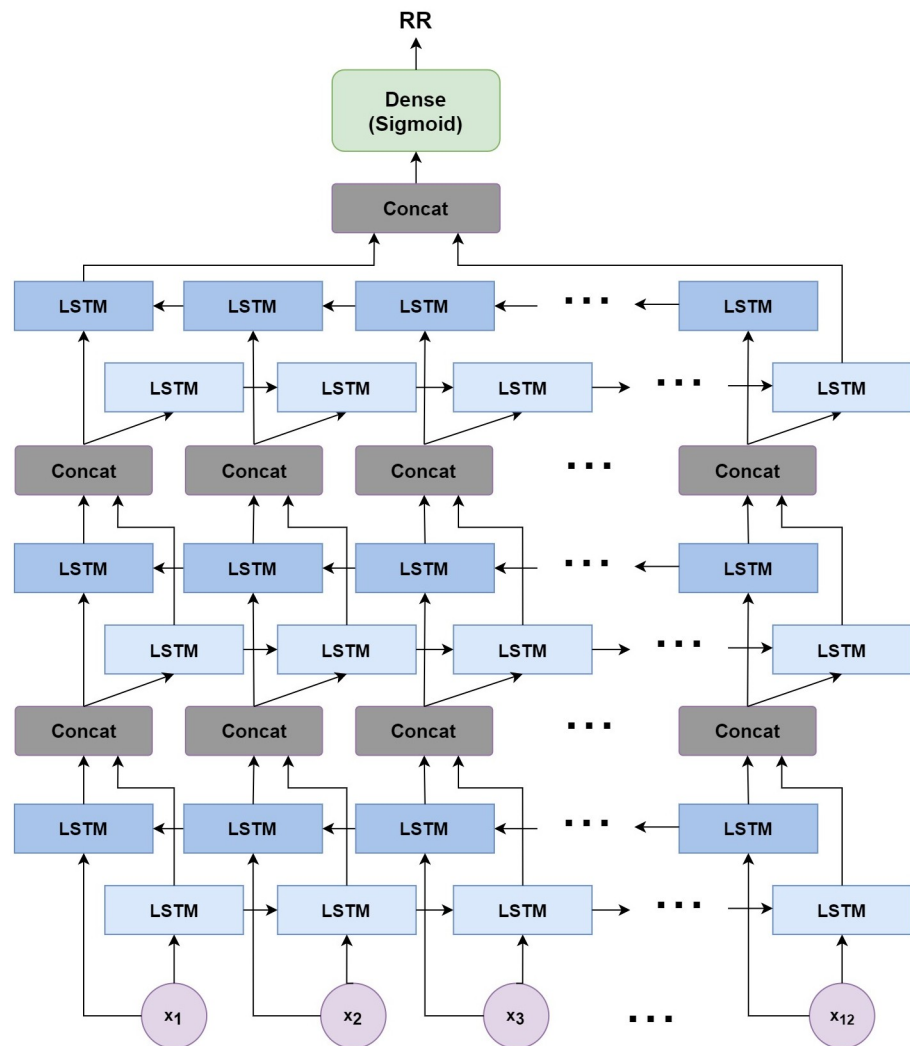 RR
Dense
(Sigmoid)
Concat
LSTM LSTM LSTM ... LSTM
LSTM LSTM LSTM ... LSTM
Concat Concat Concat ... Concat
LSTM LSTM LSTM ... LSTM
LSTM LSTM LSTM ... LSTM
Concat Concat Concat ... Concat
LSTM LSTM LSTM ... LSTM
LSTM LSTM LSTM ... LSTM
x1 x2 x3 ... x12